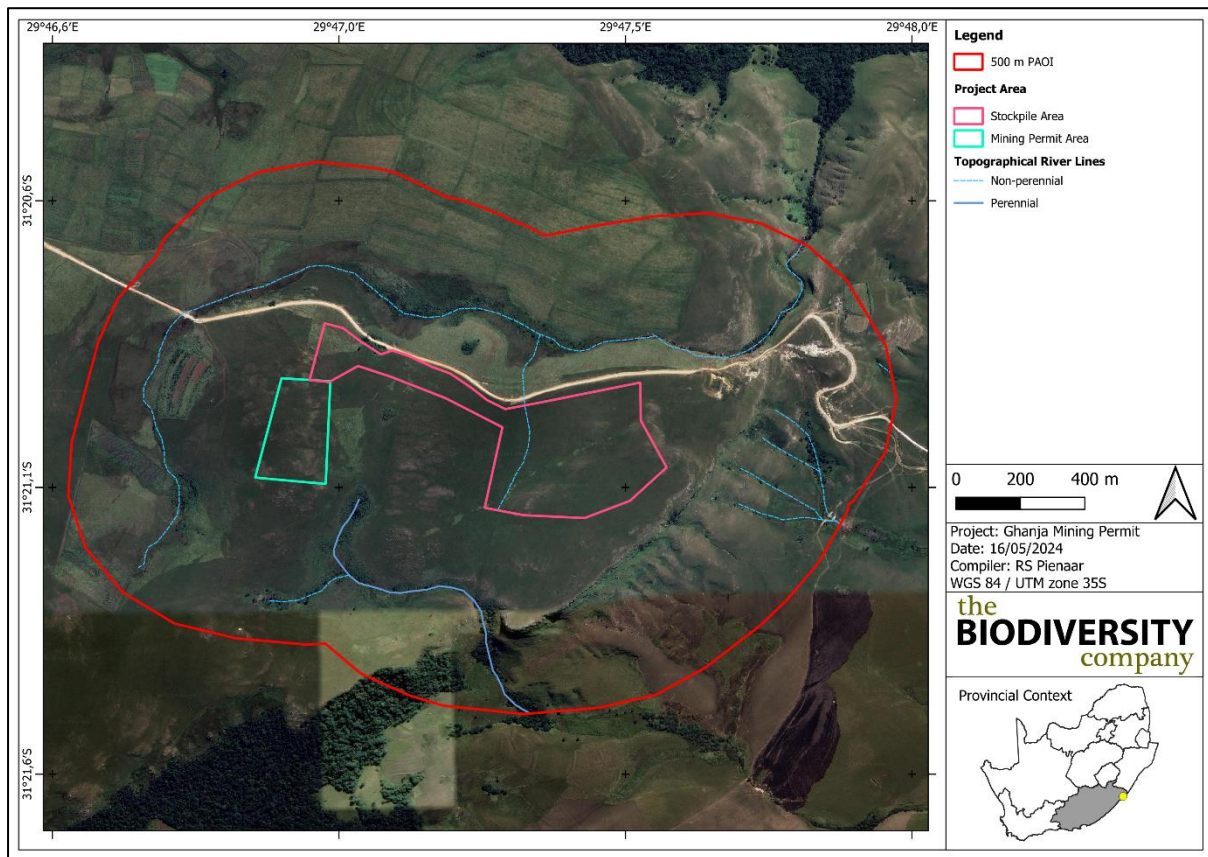 29°46,6'E
29°47,0'E
29°47,5'E
29°48,0'E
31°20,6'S
31°21,1'S
31°21,6'S
Legend
500 m PAOI
Project Area
Stockpile Area
Mining Permit Area
Topographical River Lines
Non-perennial
Perennial
0 200 400 m
Project: Ghanja Mining Permit
Date: 16/05/2024
Compiler: RS Pienaar
WGS 84 / UTM zone 35S
the
BIODIVERSITY
company
Provincial Context